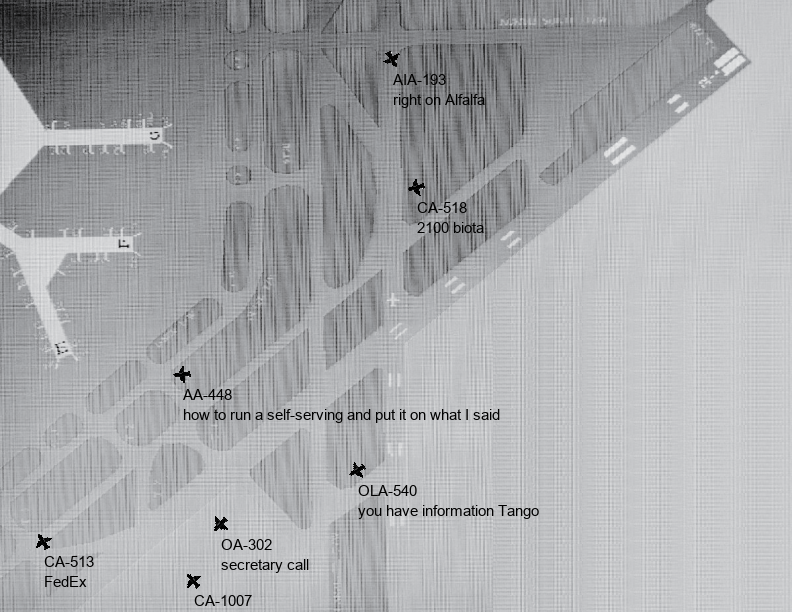 AIA-193
right on Alfalfa
G
CA-518
2100 biota
F
E
AA-448
how to run a self-serving and put it on what I said
OLA-540
you have information Tango
OA-302
secretary call
CA-513
FedEx
CA-1007